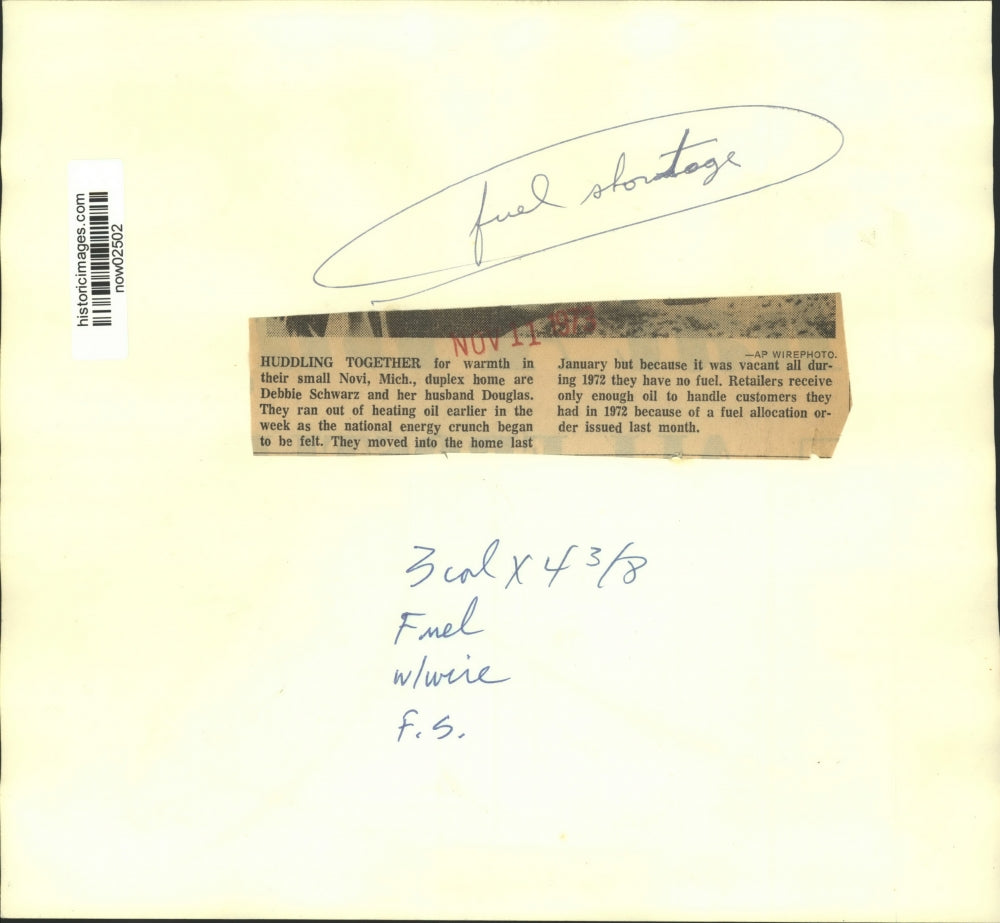 fuel shortage
historicimages.com
now02502
NOV 11 1973
—AP WIREPHOTO.
HUDDLING TOGETHER for warmth in
their small Novi, Mich., duplex home are
Debbie Schwarz and her husband Douglas.
They ran out of heating oil earlier in the
week as the national energy crunch began
to be felt. They moved into the home last
January but because it was vacant all dur-
ing 1972 they have no fuel. Retailers receive
only enough oil to handle customers they
had in 1972 because of a fuel allocation or-
der issued last month.
3 col X 4 3/8
Fuel
w/wire
F.S.